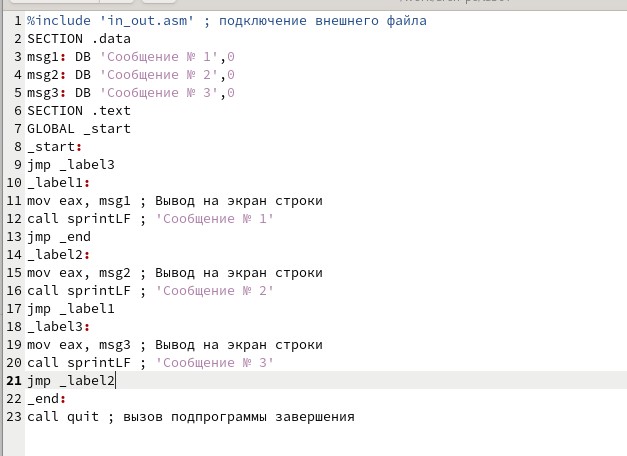 1 %include 'in_out.asm' ; подключение внешнего файла
2 SECTION .data
3 msg1: DB 'Сообщение № 1',0
4 msg2: DB 'Сообщение № 2',0
5 msg3: DB 'Сообщение № 3',0
6 SECTION .text
7 GLOBAL _start
8 _start:
9 jmp _label3
10 _label1:
11 mov eax, msg1 ; Вывод на экран строки
12 call sprintLF ; 'Сообщение № 1'
13 jmp _end
14 _label2:
15 mov eax, msg2 ; Вывод на экран строки
16 call sprintLF ; 'Сообщение № 2'
17 jmp _label1
18 _label3:
19 mov eax, msg3 ; Вывод на экран строки
20 call sprintLF ; 'Сообщение № 3'
21 jmp _label2
22 _end:
23 call quit ; вызов подпрограммы завершения